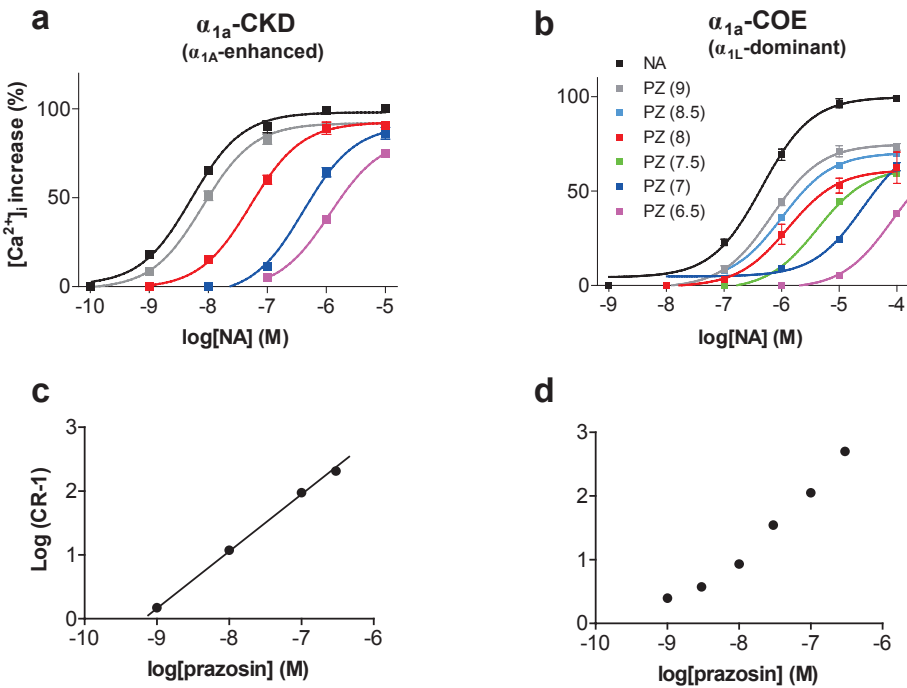 a
α1a-CKD
(α1A-enhanced)
[Ca2+]i increase (%)
100
50
0
-10 -9 -8 -7 -6 -5
log[NA] (M)
b
α1a-COE
(α1L-dominant)
NA
PZ (9)
PZ (8.5)
PZ (8)
PZ (7.5)
PZ (7)
PZ (6.5)
100
50
0
-9 -8 -7 -6 -5 -4
log[NA] (M)
c
Log (CR-1)
3
2
1
0
-10 -9 -8 -7 -6
log[prazosin] (M)
d
3
2
1
0
-10 -9 -8 -7 -6
log[prazosin] (M)